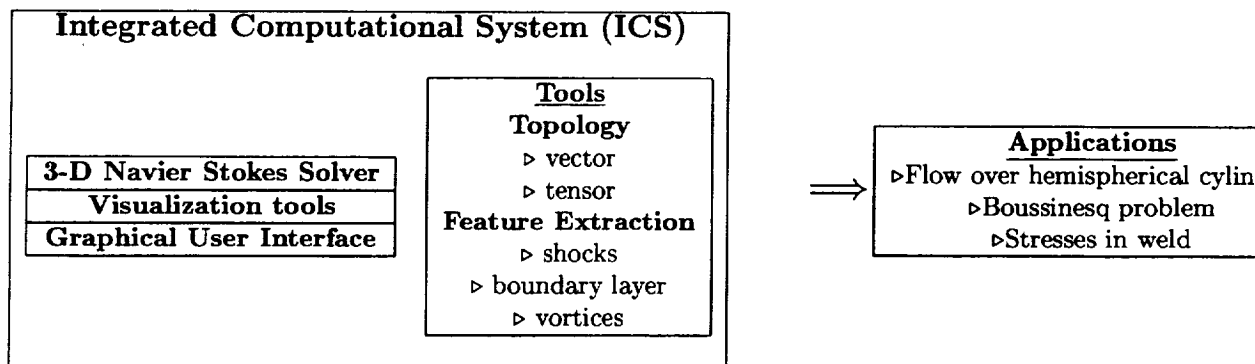 Integrated Computational System (ICS)
3-D Navier Stokes Solver
Visualization tools
Graphical User Interface
Tools
Topology
▹ vector
▹ tensor
Feature Extraction
▹ shocks
▹ boundary layer
▹ vortices
⟹
Applications
▹Flow over hemispherical cylin
▹Boussinesq problem
▹Stresses in weld